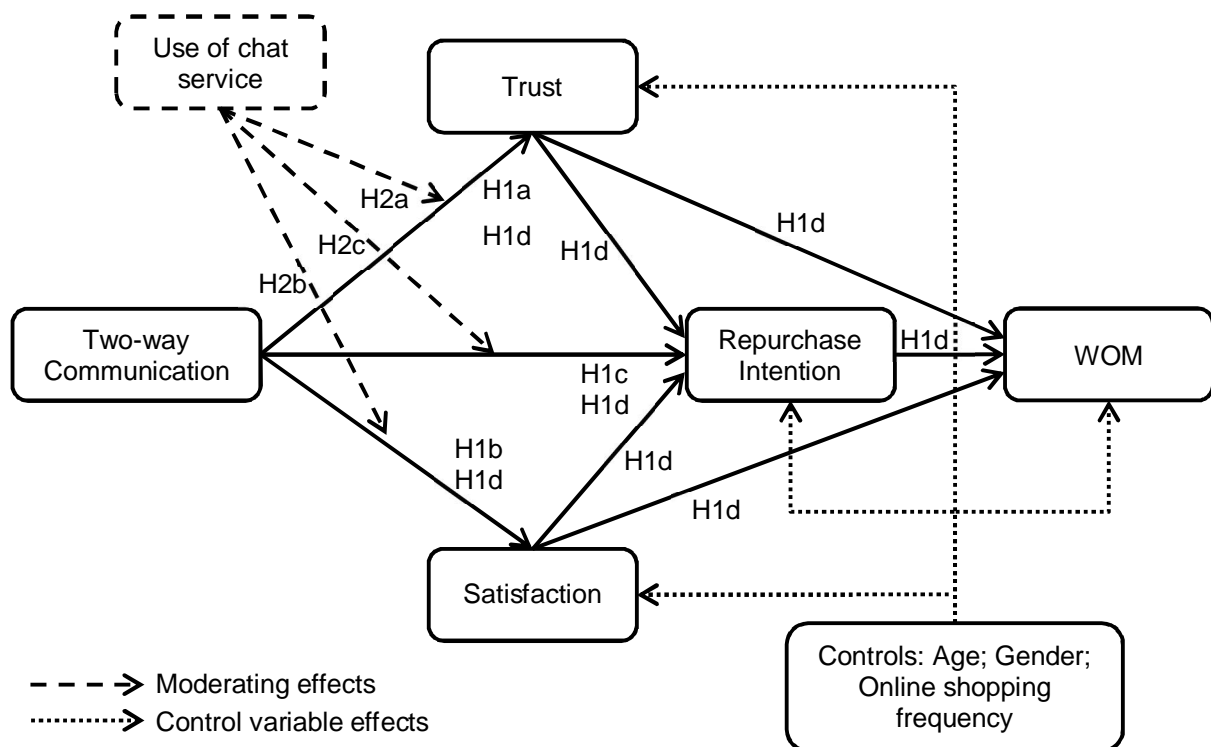 Use of chat
service
Trust
H2a
H1a
H2c
H1d
H1d
H1d
H2b
Two-way
Communication
Repurchase
Intention
H1d
WOM
H1c
H1d
H1b
H1d
H1d
H1d
Satisfaction
Controls: Age; Gender;
Online shopping
frequency
Moderating effects
Control variable effects